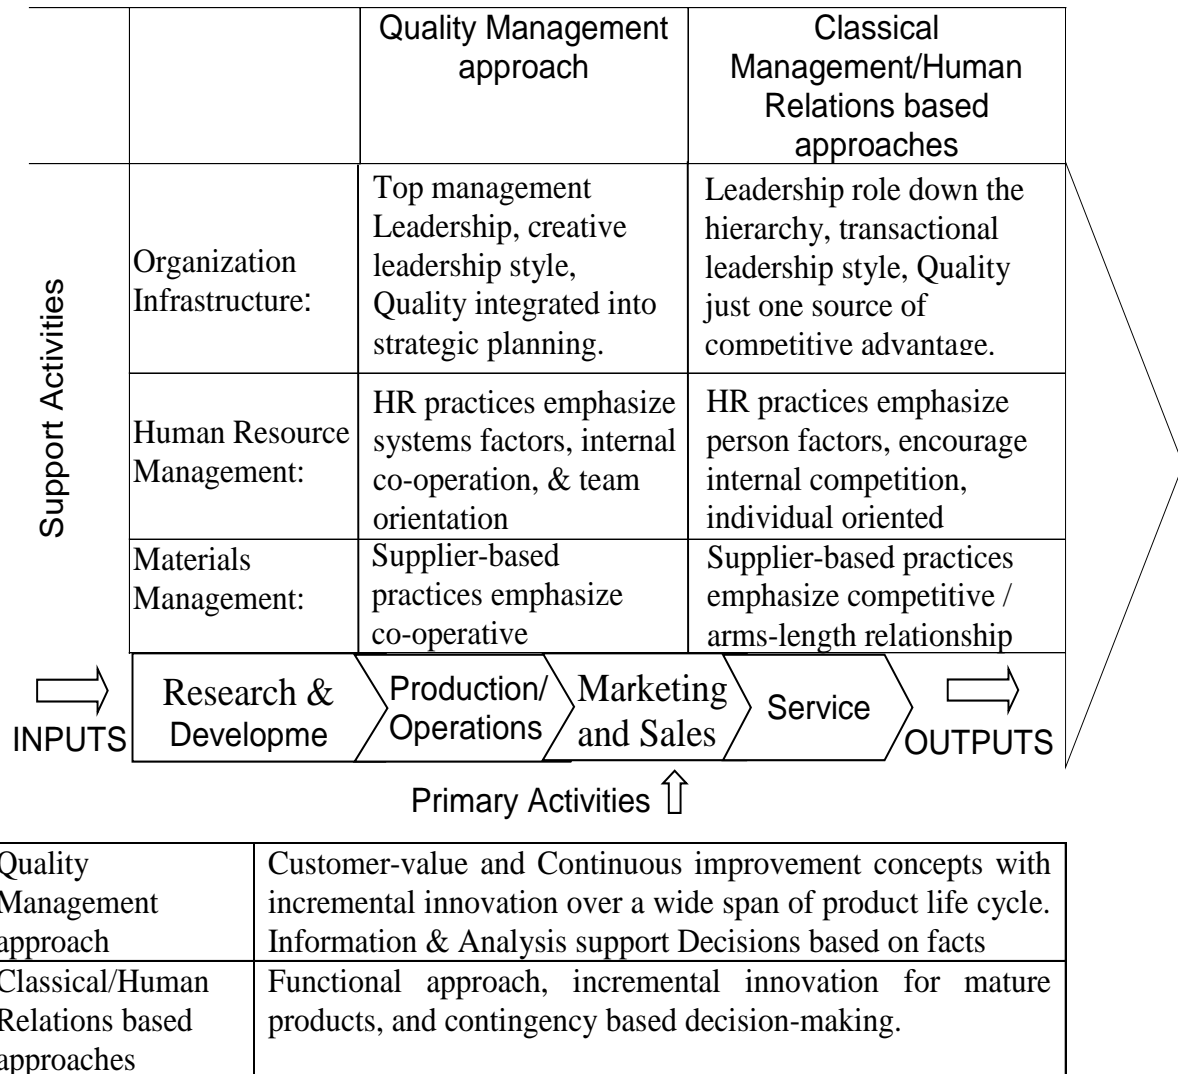 Quality Management
approach
Classical
Management/Human
Relations based
approaches
Support Activities
Organization
Infrastructure:
Top management
Leadership, creative
leadership style,
Quality integrated into
strategic planning.
Leadership role down the
hierarchy, transactional
leadership style, Quality
just one source of
competitive advantage.
Human Resource
Management:
HR practices emphasize
systems factors, internal
co-operation, & team
orientation
HR practices emphasize
person factors, encourage
internal competition,
individual oriented
Materials
Management:
Supplier-based
practices emphasize
co-operative
Supplier-based practices
emphasize competitive /
arms-length relationship
INPUTS
Research &
Developme
Production/
Operations
Marketing
and Sales
Service
OUTPUTS
Primary Activities
Quality
Management
approach
Customer-value and Continuous improvement concepts with
incremental innovation over a wide span of product life cycle.
Information & Analysis support Decisions based on facts
Classical/Human
Relations based
approaches
Functional approach, incremental innovation for mature
products, and contingency based decision-making.